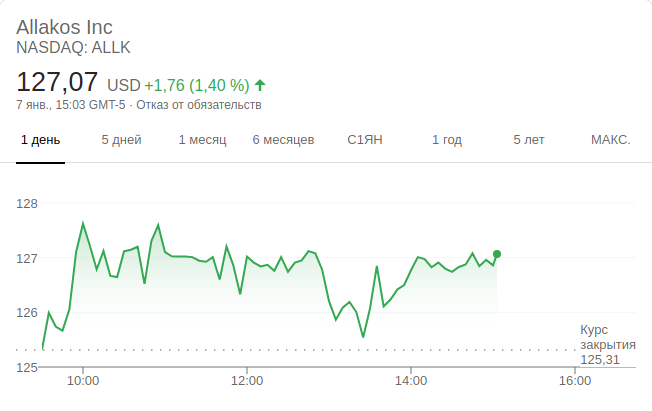 Allakos Inc
NASDAQ: ALLK
127,07 USD +1,76 (1,40 %)
7 янв., 15:03 GMT-5 · Отказ от обязательств
1 день 5 дней 1 месяц 6 месяцев С1ЯН 1 год 5 лет МАКС.
128
127
126
125
Курс
закрытия
125,31
10:00 12:00 14:00 16:00